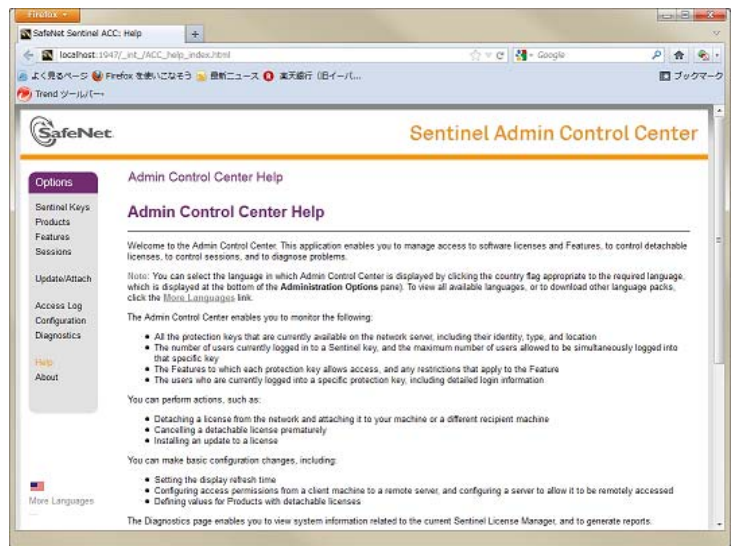 Firefox
SafeNet Sentinel ACC: Help
localhost:1947/_int_/ACC_help_index.html
Google
よく見るページ Firefox を使いこなそう 最新ニュース 楽天銀行（旧イーバ...
ブックマーク
Trend ツールバー
SafeNet
Sentinel Admin Control Center
Options
Sentinel Keys
Products
Features
Sessions
Update/Attach
Access Log
Configuration
Diagnostics
Help
About
More Languages
...
Admin Control Center Help
Admin Control Center Help
Welcome to the Admin Control Center. This application enables you to manage access to software licenses and Features, to control detachable
licenses, to control sessions, and to diagnose problems.
Note: You can select the language in which Admin Control Center is displayed by clicking the country flag appropriate to the required language,
which is displayed at the bottom of the Administration Options pane). To view all available languages, or to download other language packs,
click the More Languages link.
The Admin Control Center enables you to monitor the following:
• All the protection keys that are currently available on the network server, including their identity, type, and location
• The number of users currently logged in to a Sentinel key, and the maximum number of users allowed to be simultaneously logged into
that specific key
• The Features to which each protection key allows access, and any restrictions that apply to the Feature
• The users who are currently logged into a specific protection key, including detailed login information
You can perform actions, such as:
• Detaching a license from the network and attaching it to your machine or a different recipient machine
• Cancelling a detachable license prematurely
• Installing an update to a license
You can make basic configuration changes, including:
• Setting the display refresh time
• Configuring access permissions from a client machine to a remote server, and configuring a server to allow it to be remotely accessed
• Defining values for Products with detachable licenses
The Diagnostics page enables you to view system information related to the current Sentinel License Manager, and to generate reports.